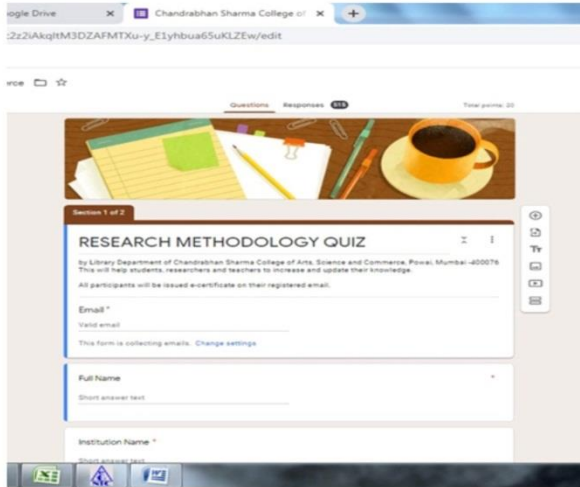 ogle Drive
Chandrabhan Sharma College of
:2z2iAkqltM3DZAFMTXu-y_E1yhbua65uKLZEw/edit
erce
Questions Responses
Total points: 20
Section 1 of 2
RESEARCH METHODOLOGY QUIZ
by Library Department of Chandrabhan Sharma College of Arts, Science and Commerce, Powai, Mumbai -400076
This will help students, researchers and teachers to increase and update their knowledge.
All participants will be issued e-certificate on their registered email.
Email *
Valid email
This form is collecting emails. Change settings
Full Name *
Short answer text
Institution Name *
Short answer text